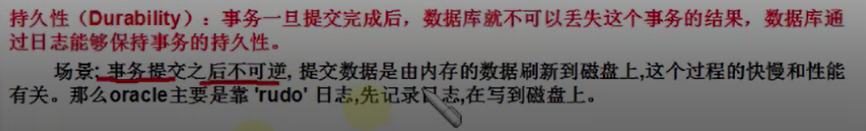 持久性（Durability）: 事务一旦提交完成后，数据库就不可以丢失这个事务的结果，数据库通
过日志能够保持事务的持久性。
场景: 事务提交之后不可逆, 提交数据是由内存的数据刷新到磁盘上,这个过程的快慢和性能
有关。那么oracle主要是靠 'rudo' 日志,先记录日志,在写到磁盘上。